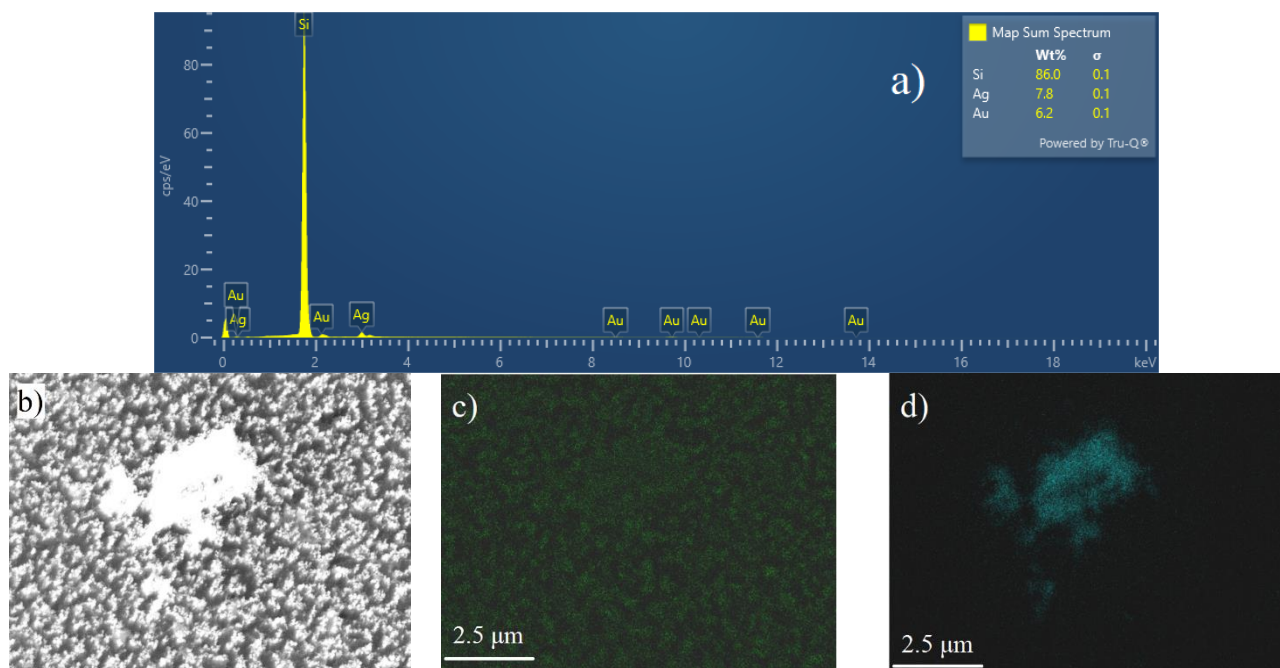 Si
Map Sum Spectrum
Wt% σ
Si 86.0 0.1
Ag 7.8 0.1
Au 6.2 0.1
Powered by Tru-Q®
a)
80
60
40
20
0
cps/eV
Au
Ag
Au
Ag
Au
Au
Au
Au
Au
0 2 4 6 8 10 12 14 16 18 keV
b)
c)
2.5 μm
d)
2.5 μm